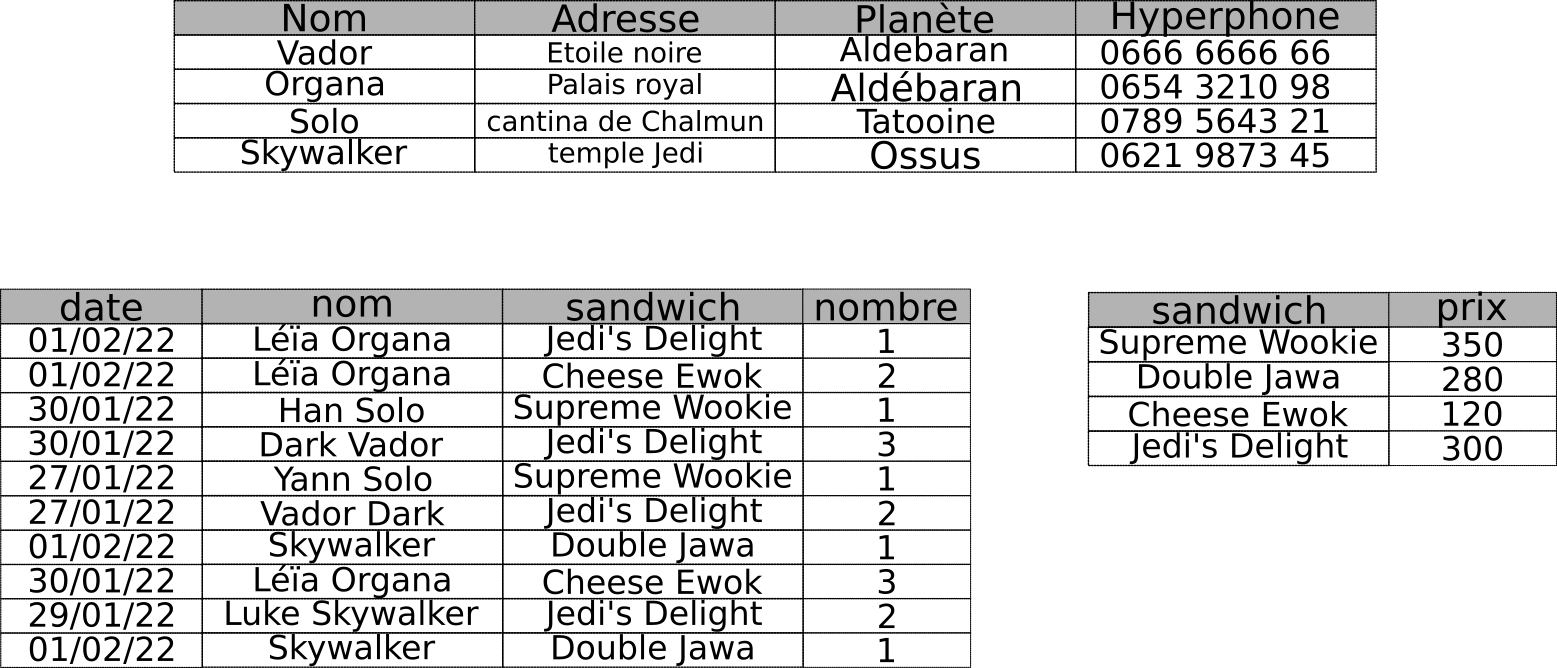 Nom Adresse Planète Hyperphone
Vador Etoile noire Aldebaran 0666 6666 66
Organa Palais royal Aldébaran 0654 3210 98
Solo cantina de Chalmun Tatooine 0789 5643 21
Skywalker temple Jedi Ossus 0621 9873 45
date nom sandwich nombre
01/02/22 Léïa Organa Jedi's Delight 1
01/02/22 Léïa Organa Cheese Ewok 2
30/01/22 Han Solo Supreme Wookie 1
30/01/22 Dark Vador Jedi's Delight 3
27/01/22 Yann Solo Supreme Wookie 1
27/01/22 Vador Dark Jedi's Delight 2
01/02/22 Skywalker Double Jawa 1
30/01/22 Léïa Organa Cheese Ewok 3
29/01/22 Luke Skywalker Jedi's Delight 2
01/02/22 Skywalker Double Jawa 1
sandwich prix
Supreme Wookie 350
Double Jawa 280
Cheese Ewok 120
Jedi's Delight 300